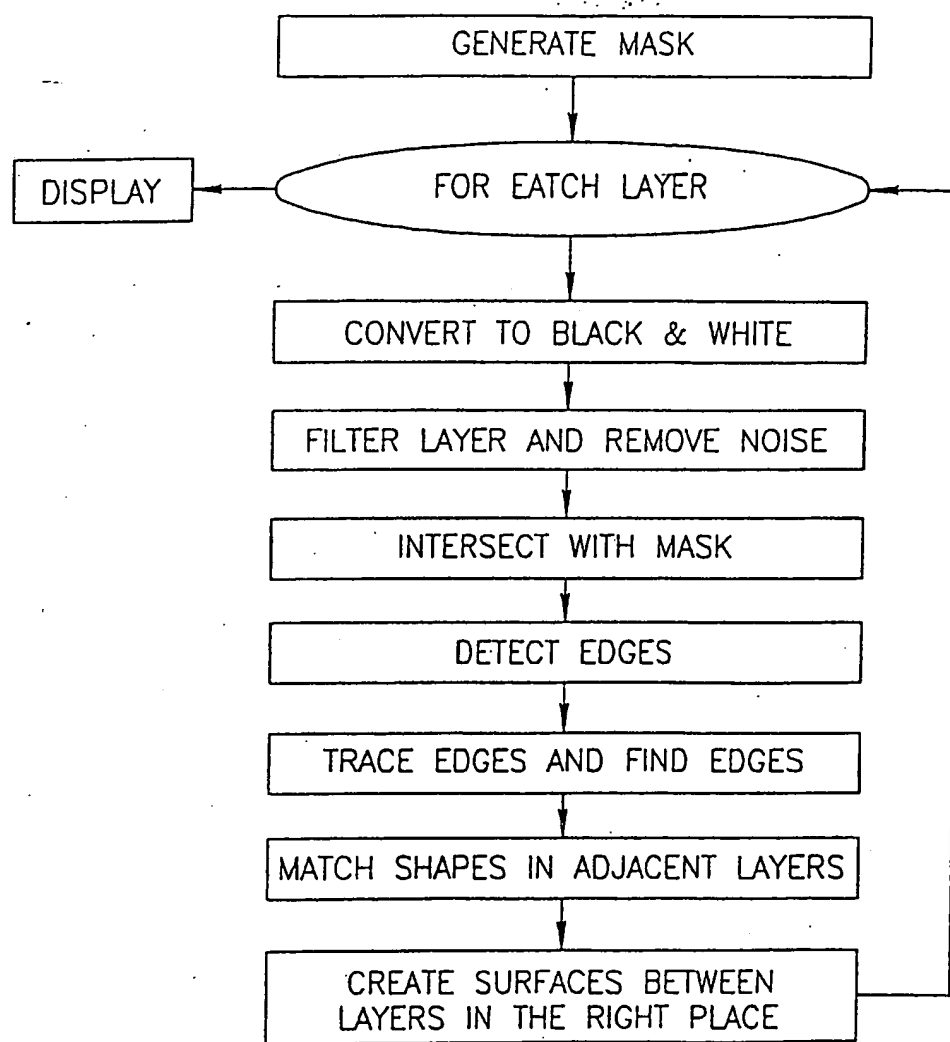 GENERATE MASK
DISPLAY
FOR EATCH LAYER
CONVERT TO BLACK & WHITE
FILTER LAYER AND REMOVE NOISE
INTERSECT WITH MASK
DETECT EDGES
TRACE EDGES AND FIND EDGES
MATCH SHAPES IN ADJACENT LAYERS
CREATE SURFACES BETWEEN
LAYERS IN THE RIGHT PLACE